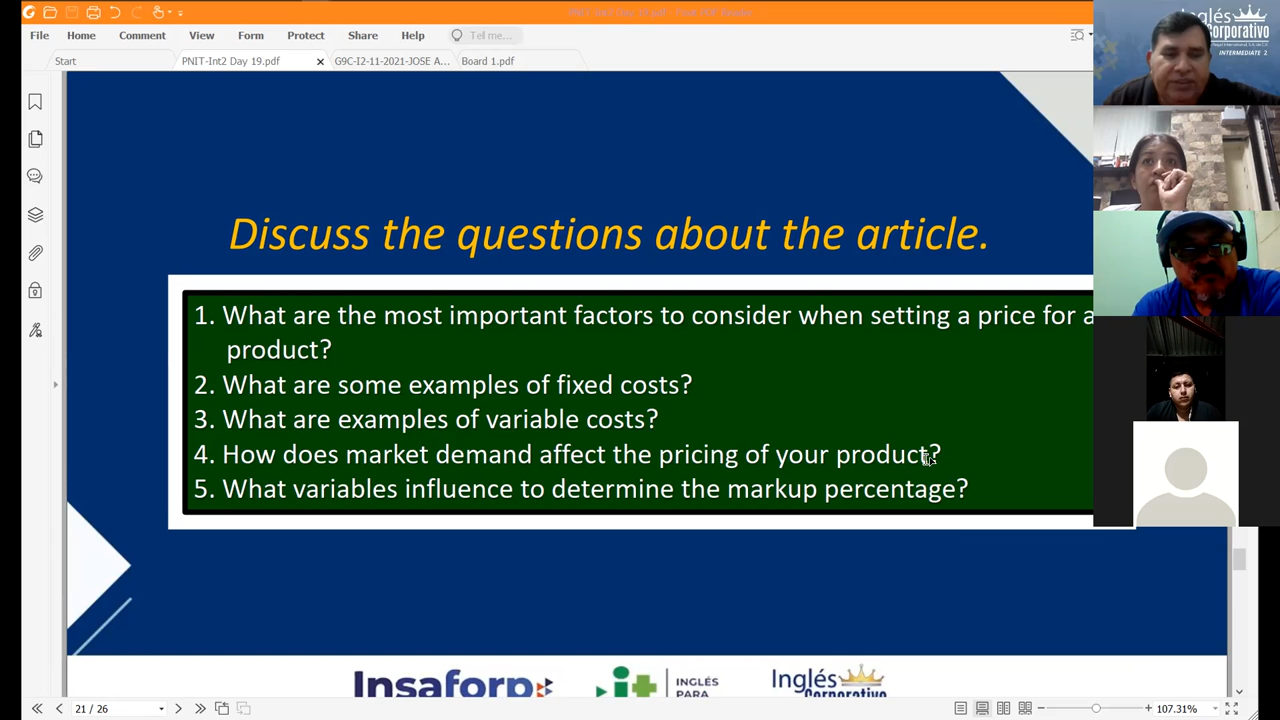 File Home Comment View Form Protect Share Help Tell me...
Start PNIT-Int2 Day 19.pdf G9C-I2-11-2021-JOSE A... Board 1.pdf
Inglés
Corporativo
INTERMEDIATE 2
Discuss the questions about the article.
1. What are the most important factors to consider when setting a price for a
product?
2. What are some examples of fixed costs?
3. What are examples of variable costs?
4. How does market demand affect the pricing of your product?
5. What variables influence to determine the markup percentage?
Insaforp
INGLÉS
PARA
Inglés
Corporativo
21 / 26
107.31%